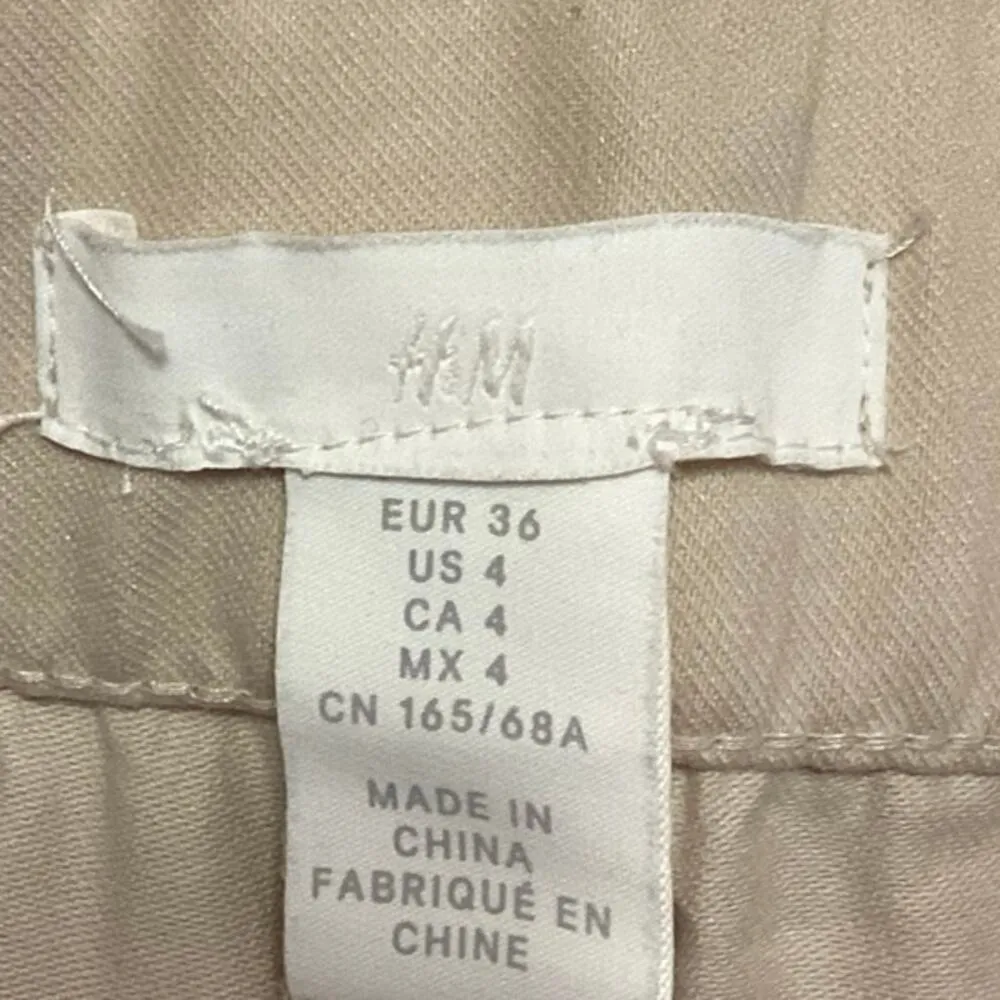 H&M
EUR 36
US 4
CA 4
MX 4
CN 165/68A
MADE IN
CHINA
FABRIQUÉ EN
CHINE